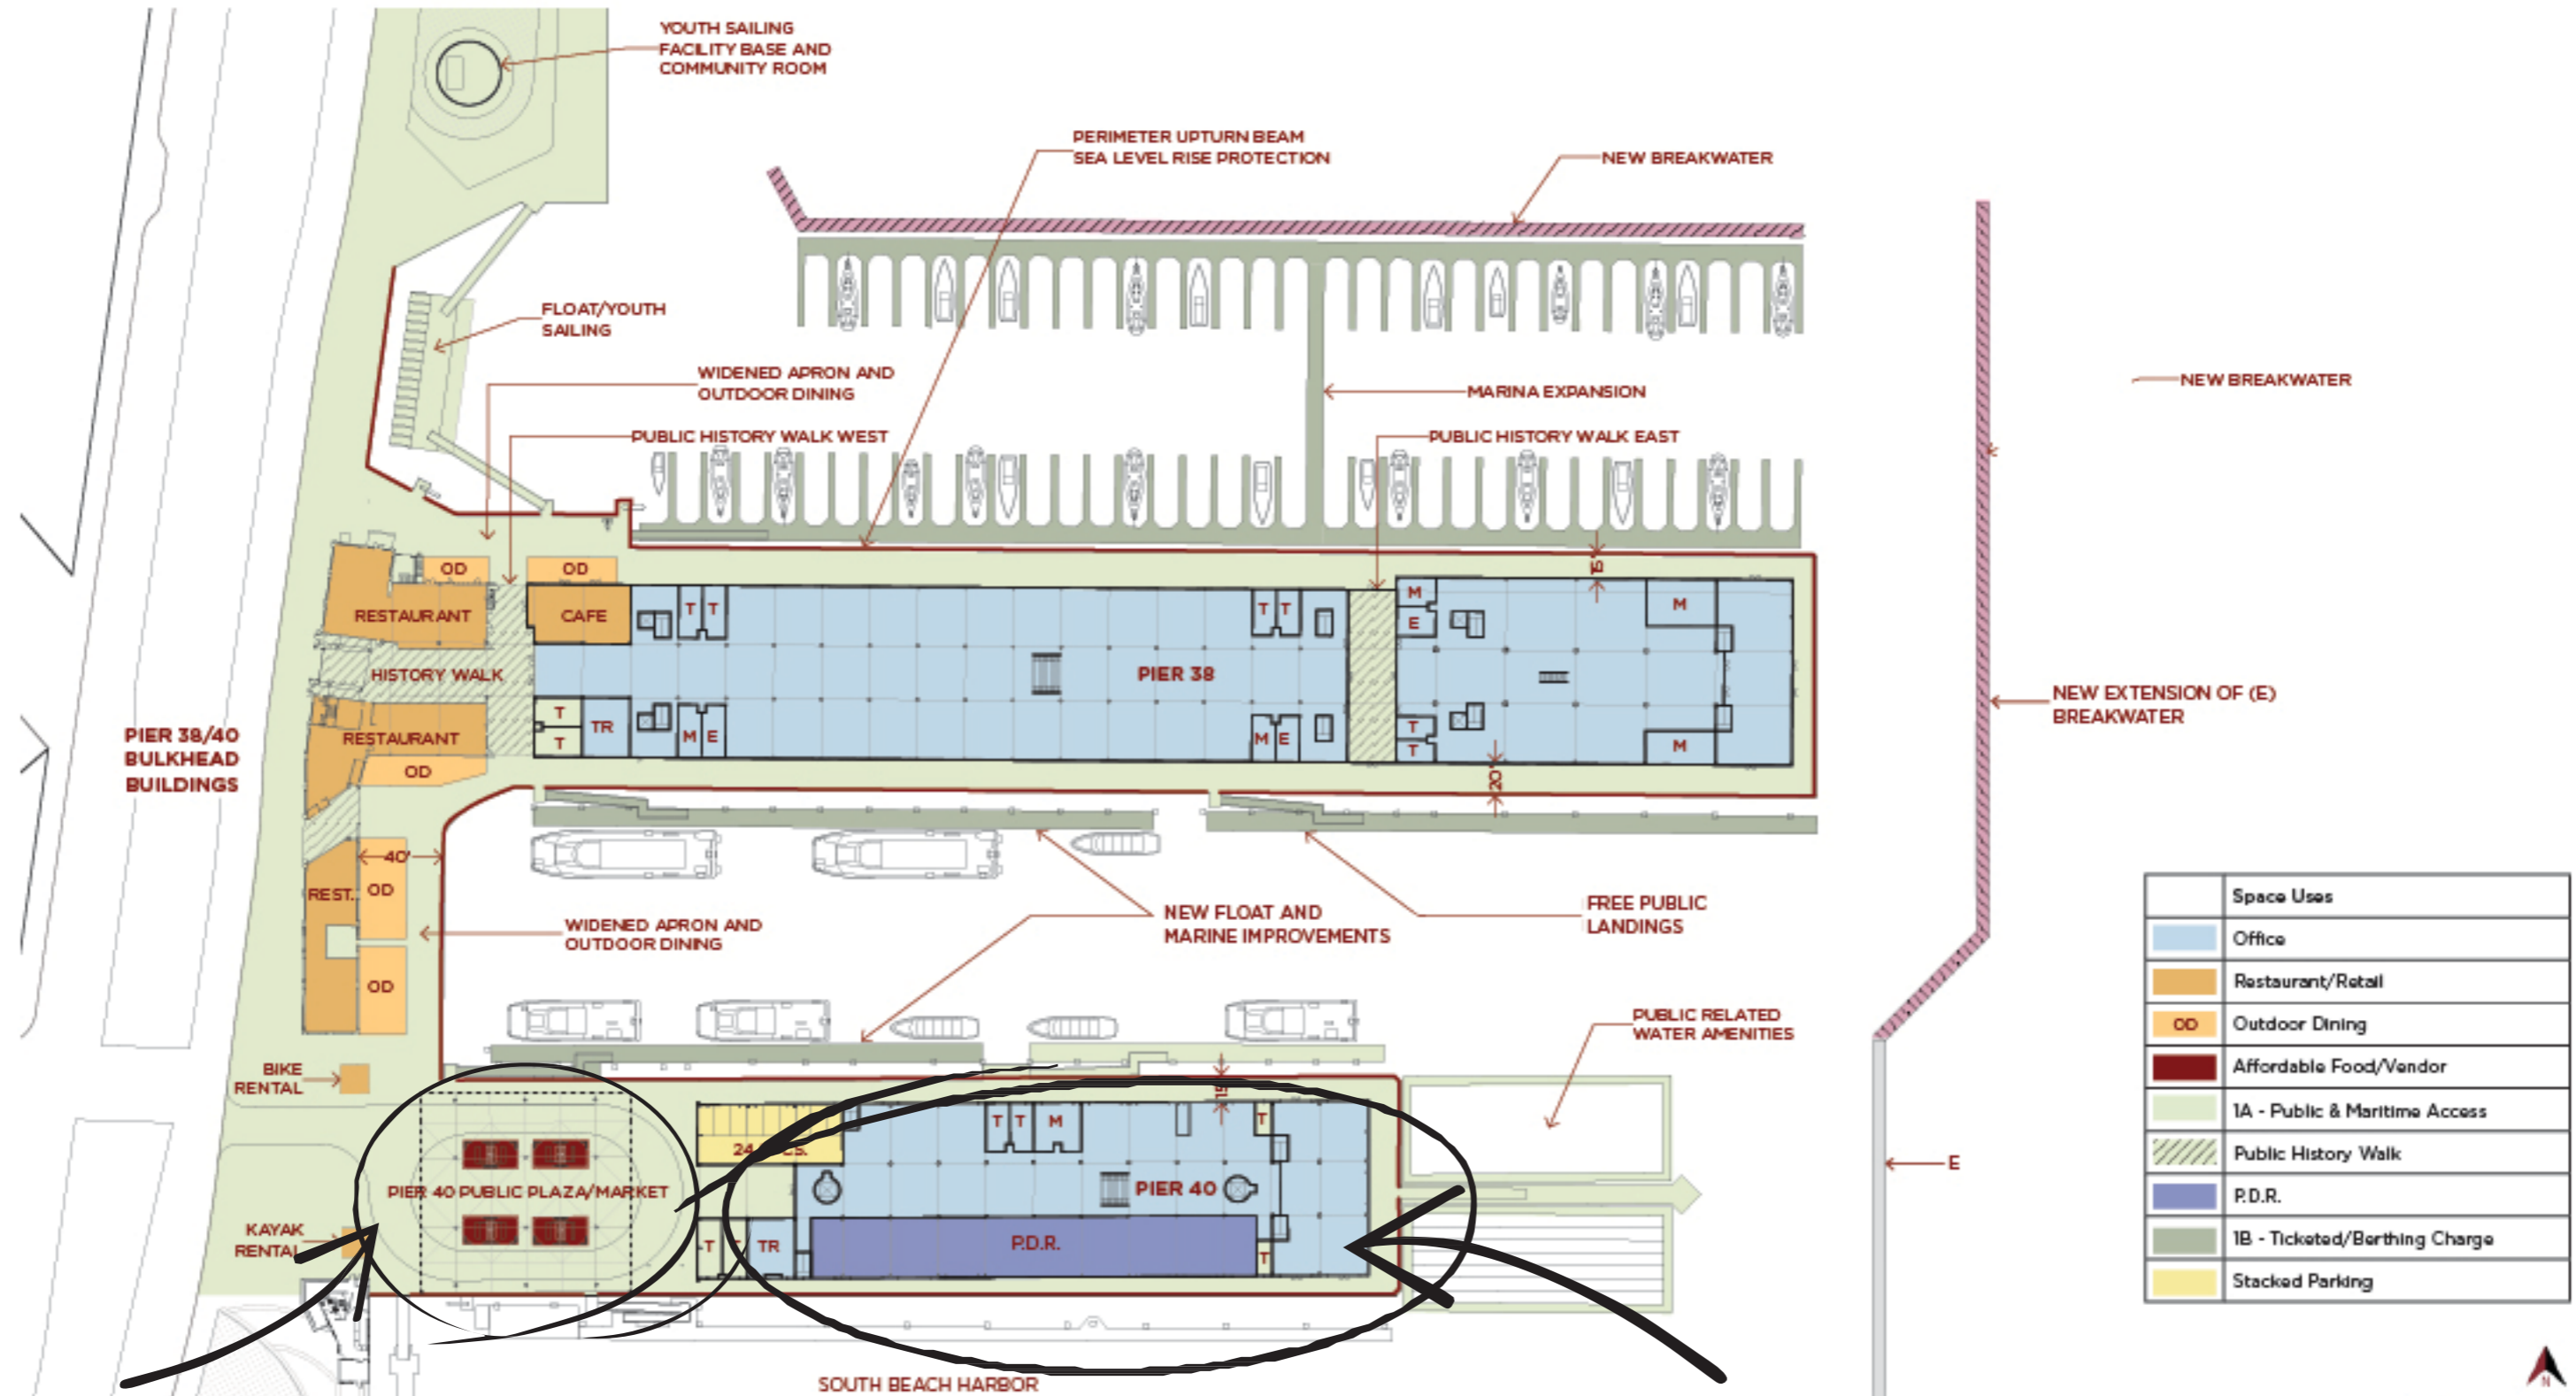 YOUTH SAILING
FACILITY BASE AND
COMMUNITY ROOM
PERIMETER UPTURN BEAM
SEA LEVEL RISE PROTECTION
NEW BREAKWATER
FLOAT/YOUTH
SAILING
WIDENED APRON AND
OUTDOOR DINING
MARINA EXPANSION
NEW BREAKWATER
PUBLIC HISTORY WALK WEST
PUBLIC HISTORY WALK EAST
15'
OD
OD
RESTAURANT
CAFE
T T
T T
M
E
M
HISTORY WALK
PIER 38
NEW EXTENSION OF (E)
BREAKWATER
PIER 38/40
BULKHEAD
BUILDINGS
RESTAURANT
OD
T
T
TR
M E
M E
T
T
M
20'
40'
REST.
OD
OD
WIDENED APRON AND
OUTDOOR DINING
NEW FLOAT AND
MARINE IMPROVEMENTS
FREE PUBLIC
LANDINGS
PUBLIC RELATED
WATER AMENITIES
BIKE
RENTAL
15'
24
T T M
T
PIER 40 PUBLIC PLAZA/MARKET
PIER 40
E
KAYAK
RENTAL
T
TR
P.D.R.
T
SOUTH BEACH HARBOR
Space Uses
Office
Restaurant/Retail
OD Outdoor Dining
Affordable Food/Vendor
1A - Public & Maritime Access
Public History Walk
P.D.R.
1B - Ticketed/Berthing Charge
Stacked Parking
N